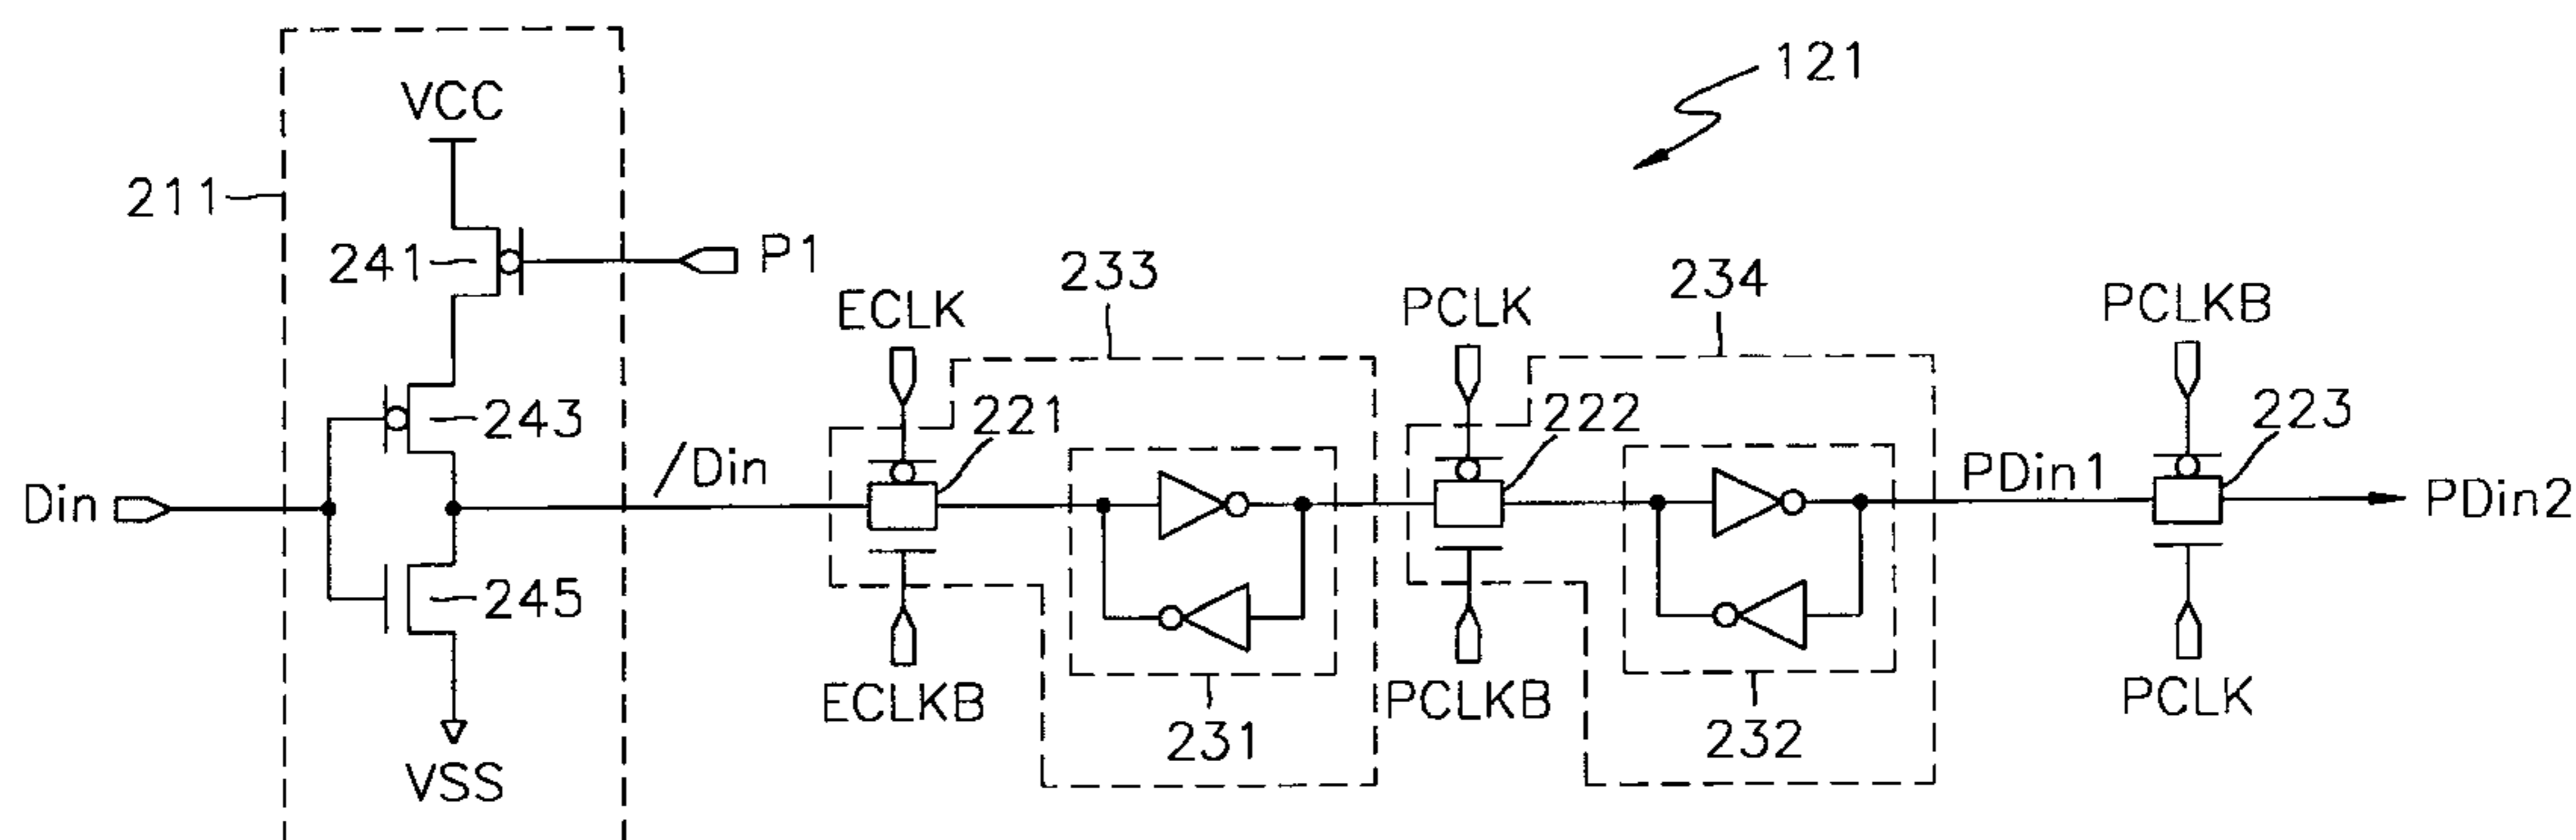 121
VCC
211
241
P1
233
234
ECLK
PCLK
PCLKB
243
221
222
223
Din
/Din
PDin1
PDin2
245
ECLKB
PCLKB
PCLK
231
232
VSS